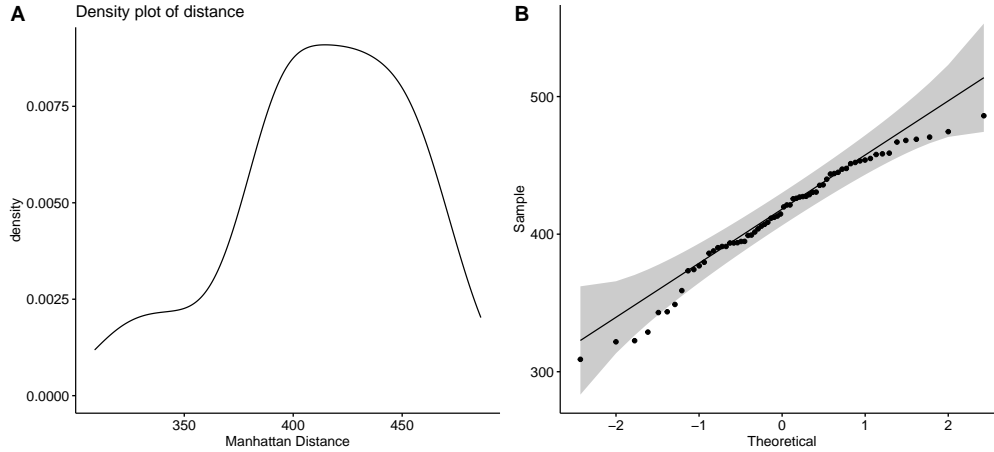 A
Density plot of distance
density
0.0075
0.0050
0.0025
0.0000
350
400
450
Manhattan Distance
B
Sample
500
400
300
−2
−1
0
1
2
Theoretical